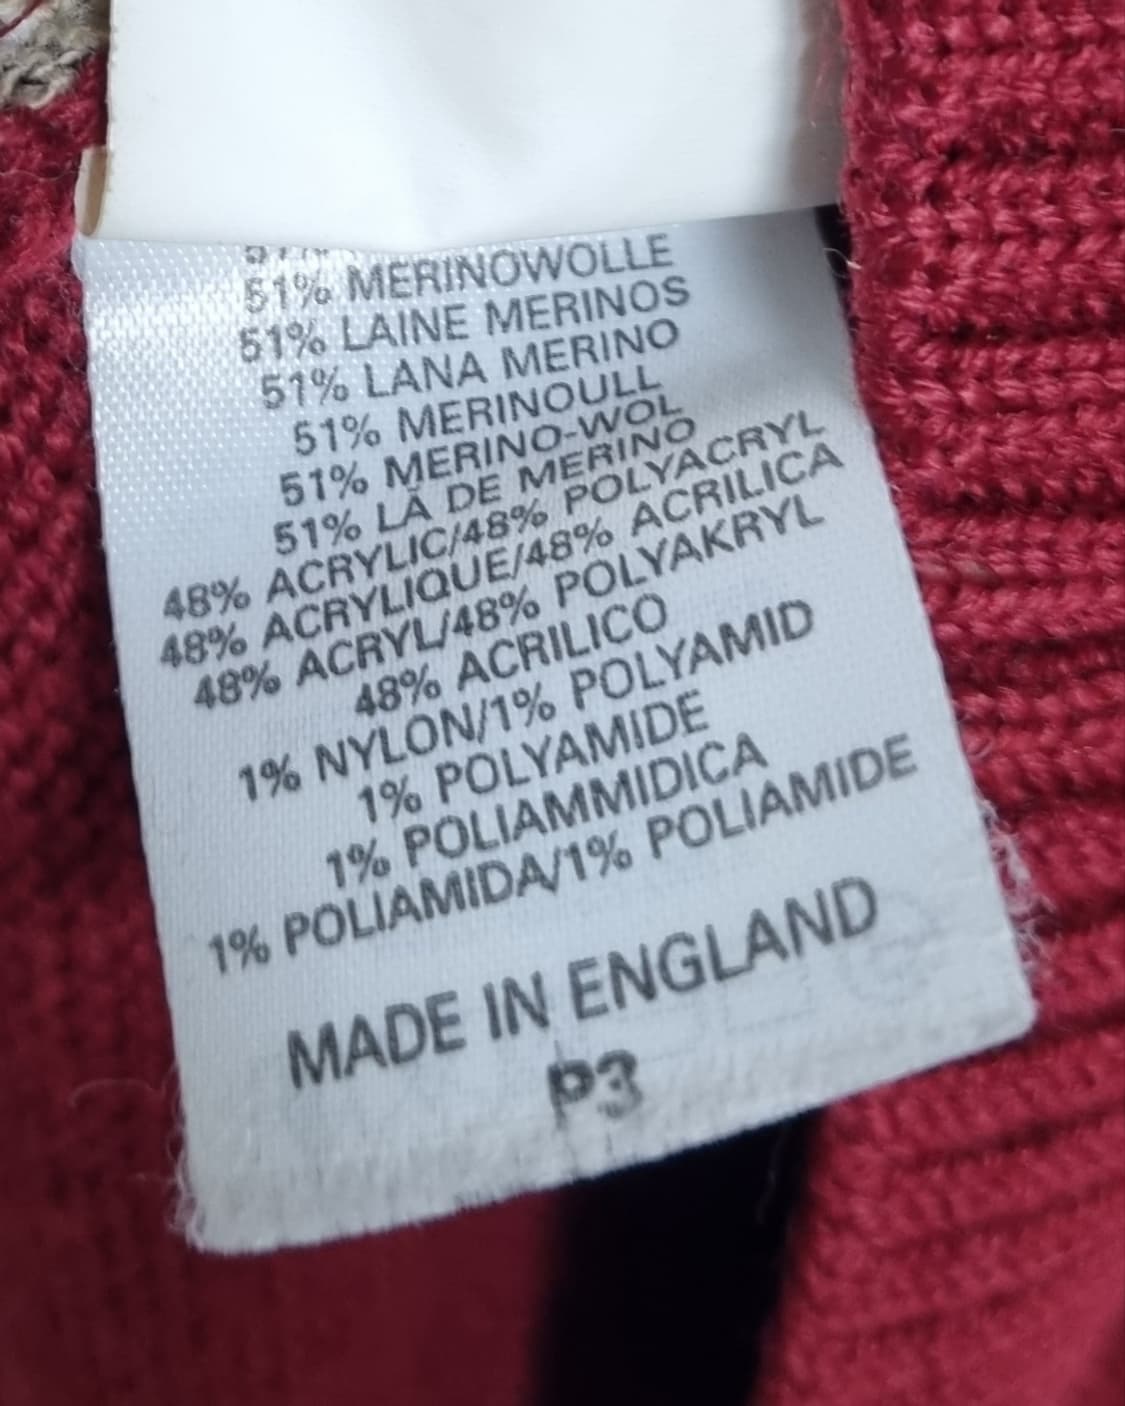 51% MERINOWOLLE
51% LAINE MERINOS
51% LANA MERINO
51% MERINOULL
51% MERINO-WOL
51% LÃ DE MERINO
48% ACRYLIC/48% POLYACRYL
48% ACRYLIQUE/48% ACRILICA
48% ACRYL/48% POLYAKRYL
48% ACRILICO
1% NYLON/1% POLYAMID
1% POLYAMIDE
1% POLIAMMIDICA
1% POLIAMIDA/1% POLIAMIDE
MADE IN ENGLAND
P3